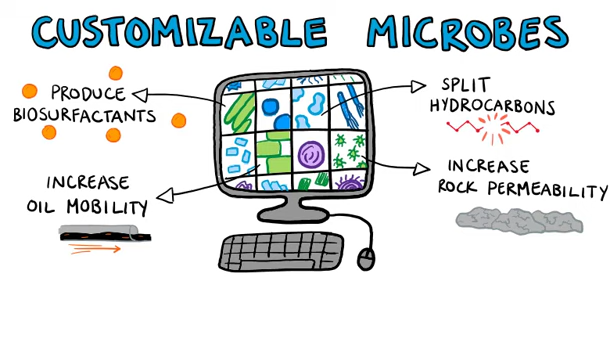 CUSTOMIZABLE MICROBES
PRODUCE
BIOSURFACTANTS
SPLIT
HYDROCARBONS
INCREASE
OIL MOBILITY
INCREASE
ROCK PERMEABILITY